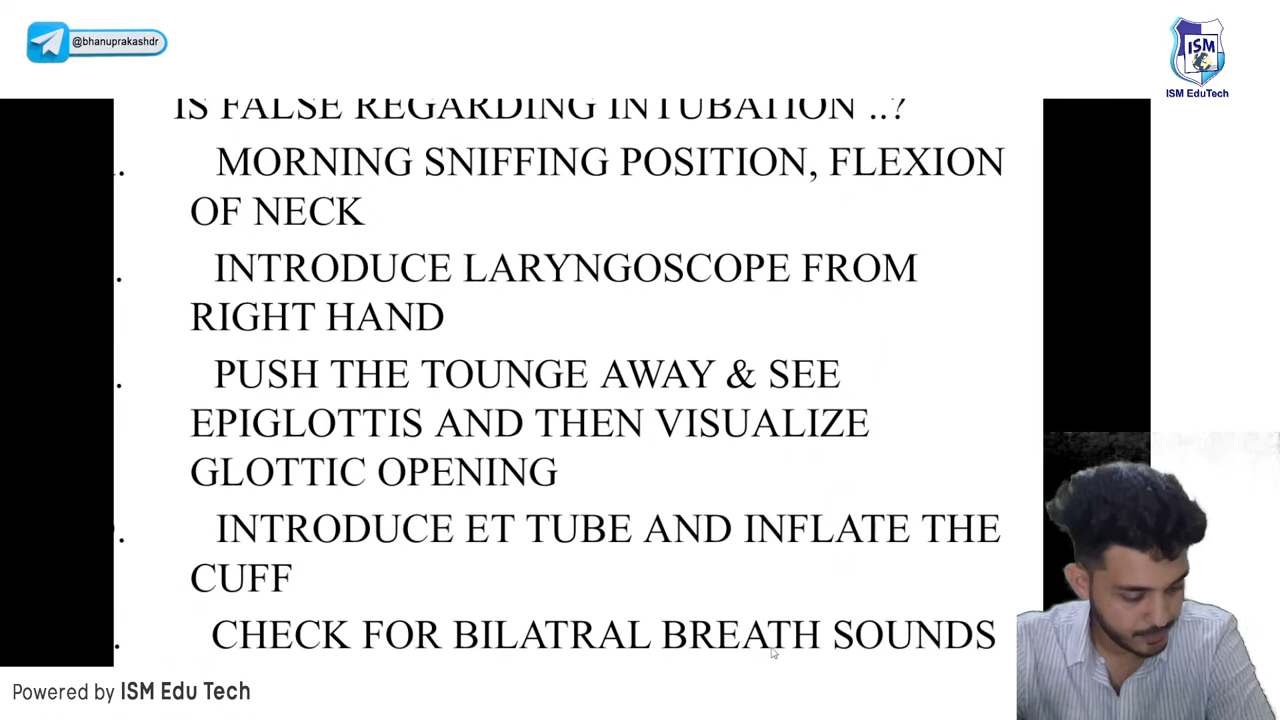 @bhanuprakashdr
ISM
ISM EduTech
IS FALSE REGARDING INTUBATION ..?
. MORNING SNIFFING POSITION, FLEXION
OF NECK
. INTRODUCE LARYNGOSCOPE FROM
RIGHT HAND
. PUSH THE TOUNGE AWAY & SEE
EPIGLOTTIS AND THEN VISUALIZE
GLOTTIC OPENING
. INTRODUCE ET TUBE AND INFLATE THE
CUFF
. CHECK FOR BILATRAL BREATH SOUNDS
Powered by ISM Edu Tech